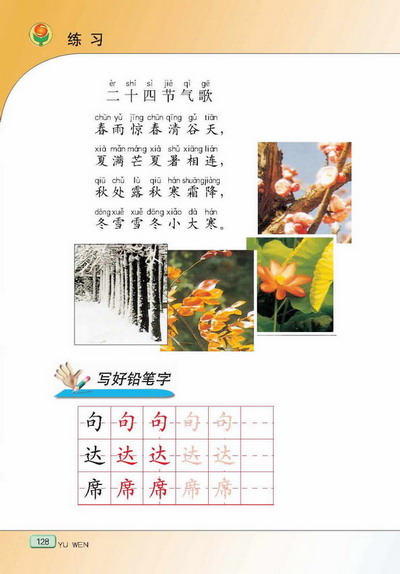 练习
èr shí sì jié qì gē
二十四节气歌
chūn yǔ jīng chūn qīng gǔ tiān
春雨惊春清谷天，
xià mǎn máng xià shǔ xiāng lián
夏满芒夏暑相连，
qiū chǔ lù qiū hán shuāng jiàng
秋处露秋寒霜降，
dōng xuě xuě dōng xiǎo dà hán
冬雪雪冬小大寒。
写好铅笔字
句 句 句 句 句
达 达 达 达 达
席 席 席 席 席
128 YU WEN